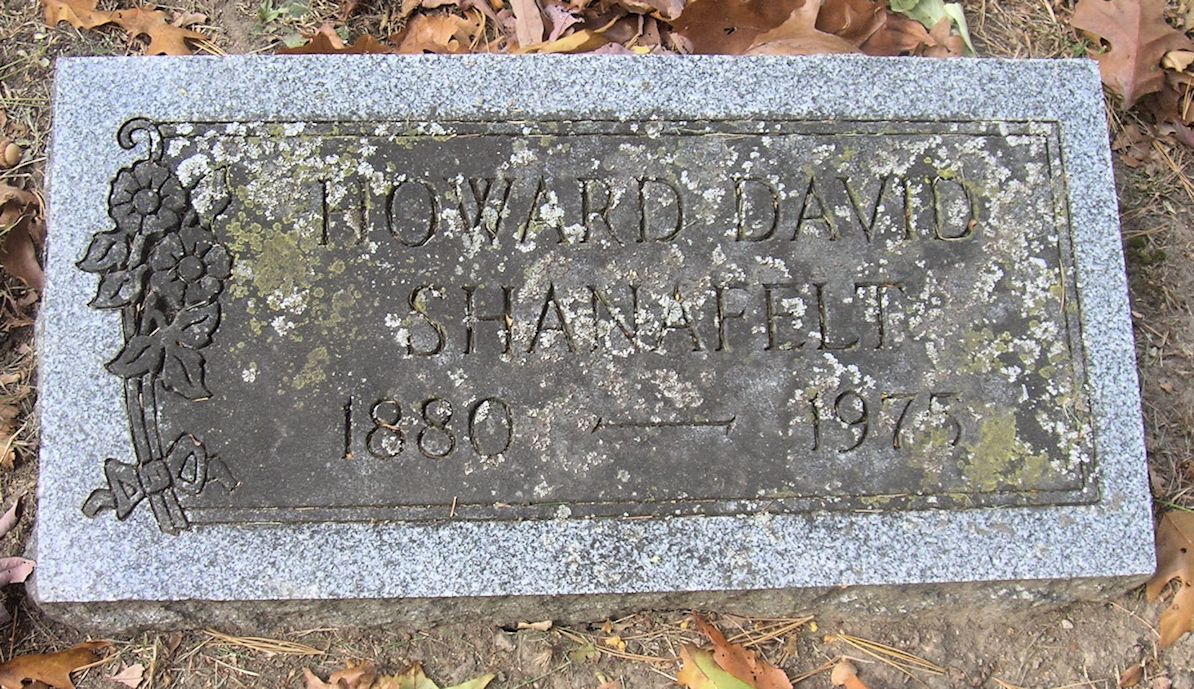 HOWARD DAVID
SHANAFELT
1880 — 1975